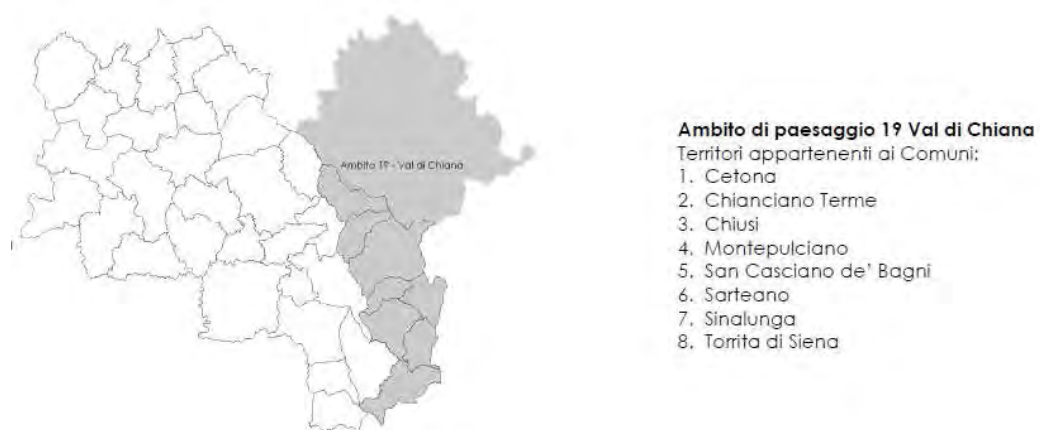 Ambito 19 - Val di Chiana
Ambito di paesaggio 19 Val di Chiana
Territori appartenenti ai Comuni:
1. Cetona
2. Chianciano Terme
3. Chiusi
4. Montepulciano
5. San Casciano de' Bagni
6. Sarteano
7. Sinalunga
8. Torrita di Siena